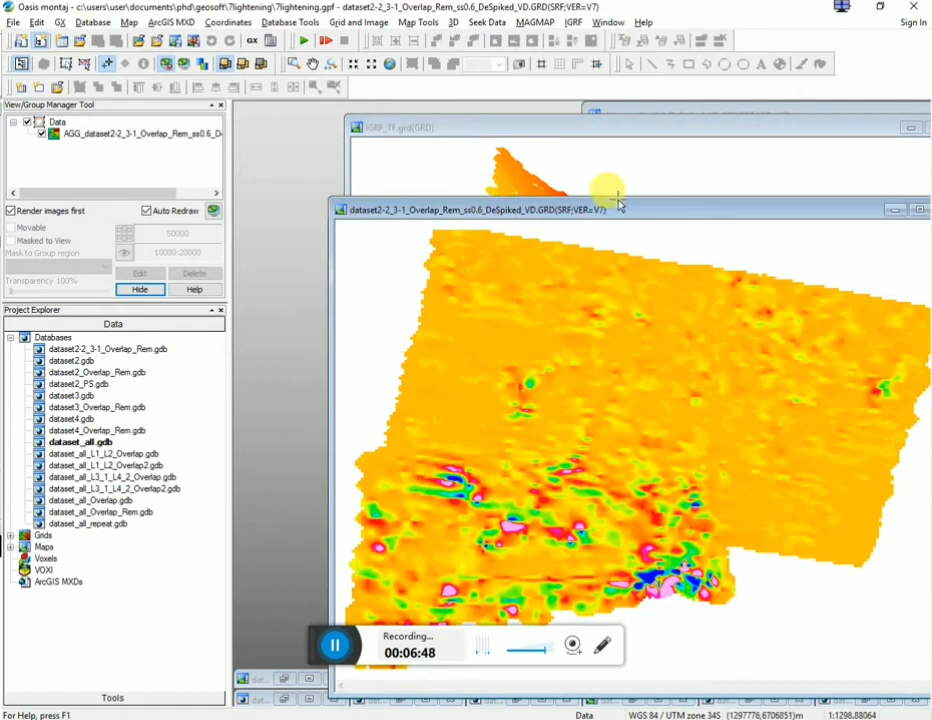 Oasis montaj - c:\users\user\documents\phd\geosoft\7lightening\7lightening.gpf - dataset2-2_3-1_Overlap_Rem_ss0.6_DeSpiked_VD.GRD(SRF;VER=V7)
File Edit GX Database Map ArcGIS MXD Coordinates Database Tools Grid and Image Map Tools 3D Seek Data MAGMAP IGRF Window Help
Sign In
GX
View/Group Manager Tool
Data
AGG_dataset2-2_3-1_Overlap_Rem_ss0.6_D
Render images first
Auto Redraw
Movable
50000
Masked to View
Mask to Group region
10000:20000
Transparency 100%
Edit
Delete
Hide
Help
Project Explorer
Data
Databases
dataset2-2_3-1_Overlap_Rem.gdb
dataset2.gdb
dataset2_Overlap_Rem.gdb
dataset2_PS.gdb
dataset3.gdb
dataset3_Overlap_Rem.gdb
dataset4.gdb
dataset4_Overlap_Rem.gdb
dataset_all.gdb
dataset_all_L1_L2_Overlap.gdb
dataset_all_L1_L2_Overlap2.gdb
dataset_all_L3_1_L4_2_Overlap.gdb
dataset_all_L3_1_L4_2_Overlap2.gdb
dataset_all_Overlap.gdb
dataset_all_Overlap_Rem.gdb
dataset_all_repeat.gdb
Grids
Maps
Voxels
VOXI
ArcGIS MXDs
Tools
IGRF_TF.grd(GRD)
dataset2-2_3-1_Overlap_Rem_ss0.6_DeSpiked_VD.GRD(SRF;VER=V7)
Recording...
00:06:48
dat...
For Help, press F1
Data
WGS 84 / UTM zone 34S
(1297776,6706851)m
1:1298.88064